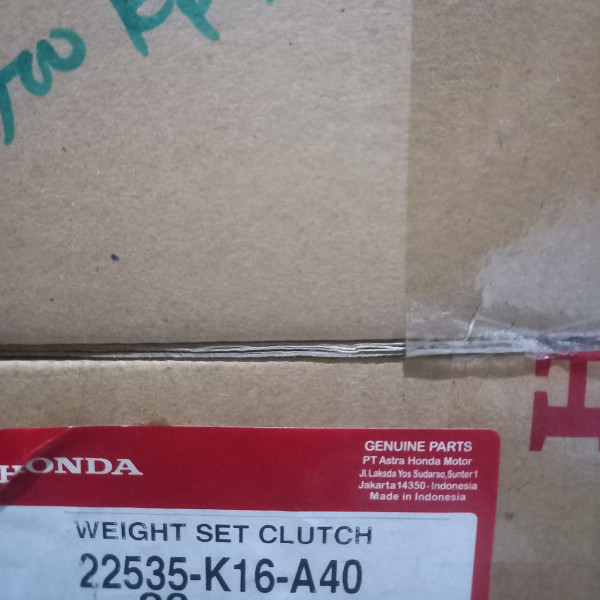 HONDA
GENUINE PARTS
PT Astra Honda Motor
Jl. Laksda Yos Sudarso, Sunter 1
Jakarta 14350 - Indonesia
Made in Indonesia
WEIGHT SET CLUTCH
22535-K16-A40
H